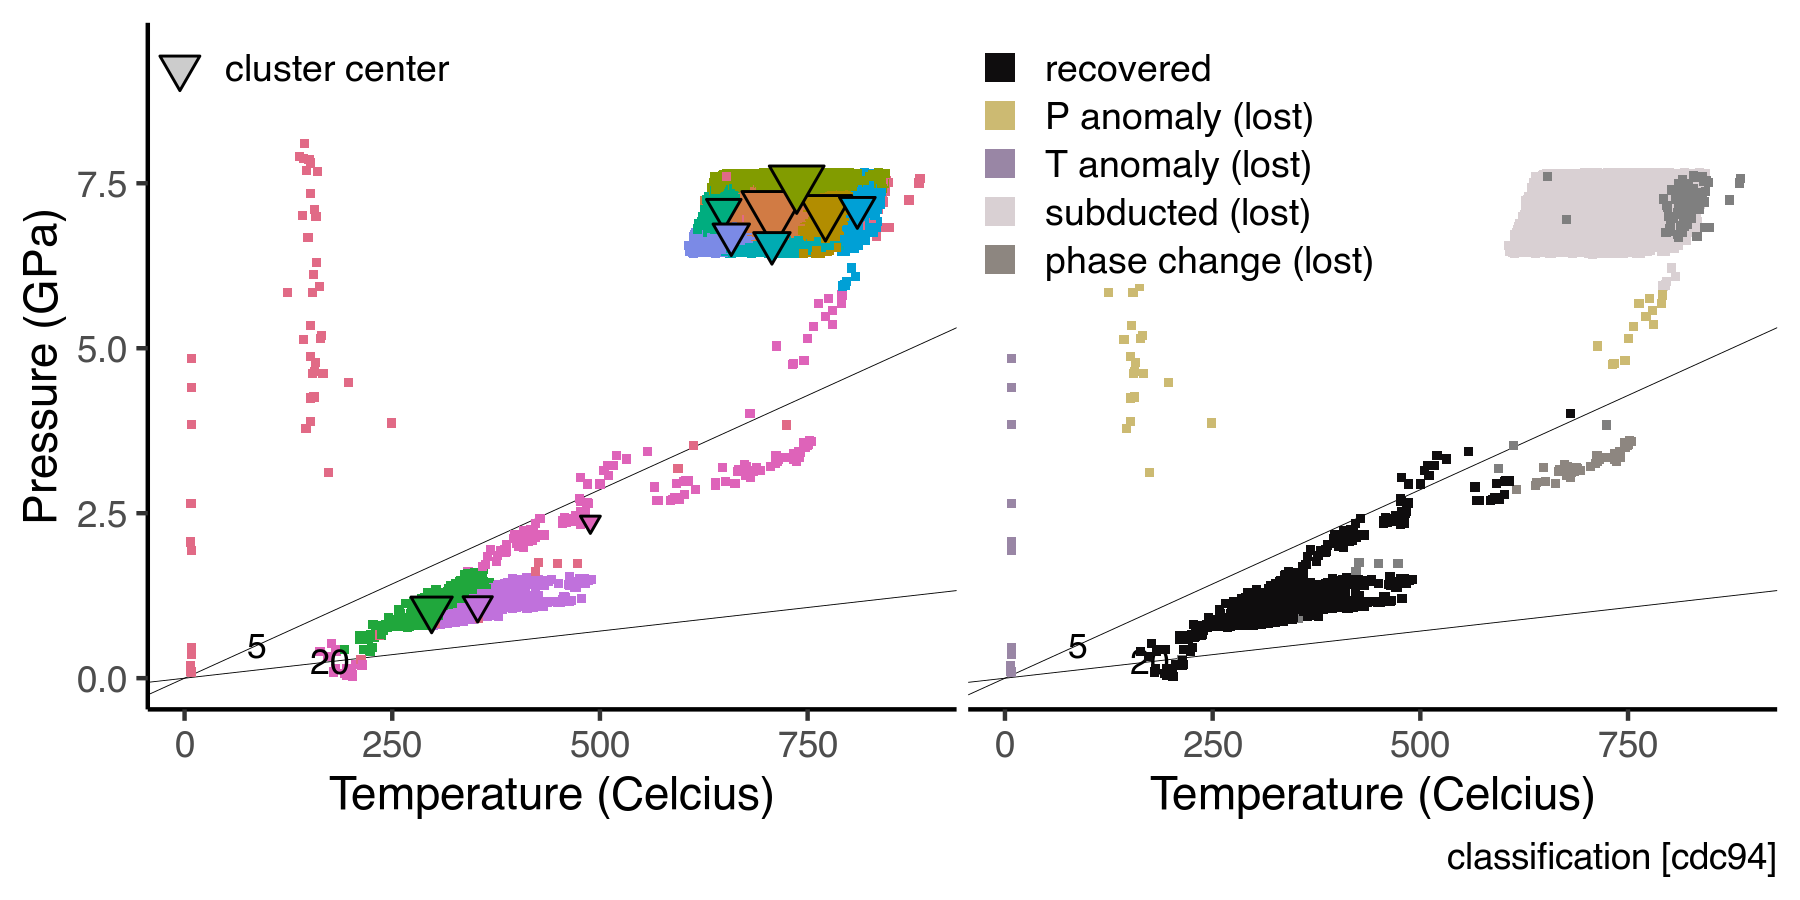 cluster center
recovered
P anomaly (lost)
T anomaly (lost)
subducted (lost)
phase change (lost)
Pressure (GPa)
7.5
5.0
2.5
0.0
5
20
5
20
0
250
500
750
0
250
500
750
Temperature (Celcius)
Temperature (Celcius)
classification [cdc94]